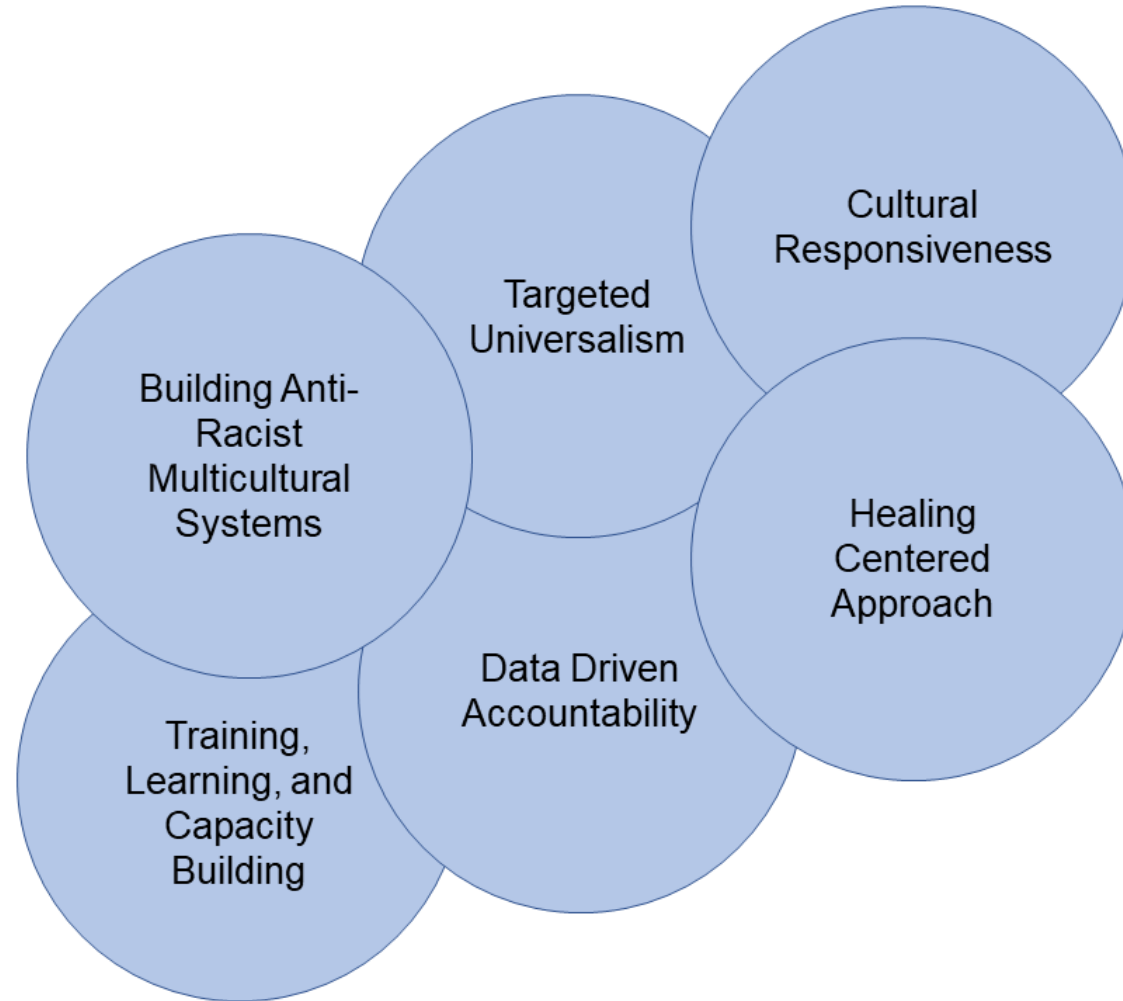 Cultural
Responsiveness
Targeted
Universalism
Building Anti-
Racist
Multicultural
Systems
Healing
Centered
Approach
Data Driven
Accountability
Training,
Learning, and
Capacity
Building